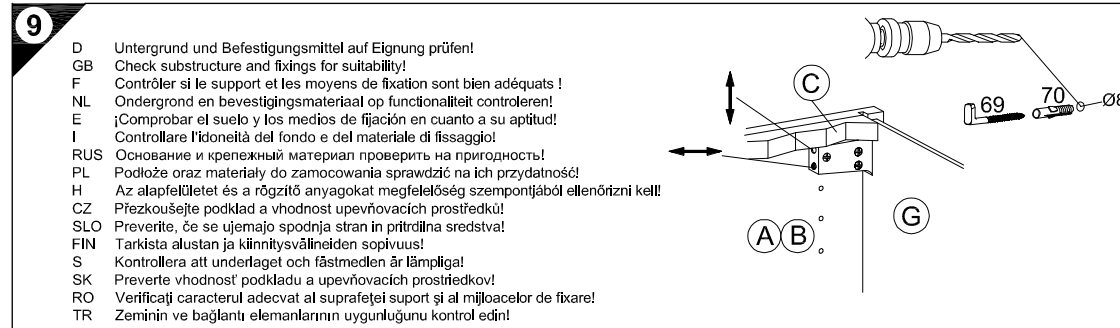 9
D Untergrund und Befestigungsmittel auf Eignung prüfen!
GB Check substructure and fixings for suitability!
F Contrôler si le support et les moyens de fixation sont bien adéquats !
NL Ondergrond en bevestigingsmateriaal op functionaliteit controleren!
E ¡Comprobar el suelo y los medios de fijación en cuanto a su aptitud!
I Controllare l'idoneità del fondo e del materiale di fissaggio!
RUS Основание и крепежный материал проверить на пригодность!
PL Podłoże oraz materiały do zamocowania sprawdzić na ich przydatność!
H Az alapfelületet és a rõgzítő anyagokat megfelelőség szempontjából ellenőrizni kell!
CZ Přezkoušejte podklad a vhodnost upevňovacích prostředků!
SLO Preverite, če se ujemajo spodnja stran in pritrdilna sredstva!
FIN Tarkista alustan ja kiinnitysvälineiden sopivuus!
S Kontrollera att underlaget och fästmedlen är lämpliga!
SK Preverte vhodnosť podkladu a upevňovacích prostriedkov!
RO Verificaţi caracterul adecvat al suprafeţei suport şi al mijloacelor de fixare!
TR Zeminin ve bağlantı elemanlarının uygunluğunu kontrol edin!
C
69
70
Ø8
A B
G